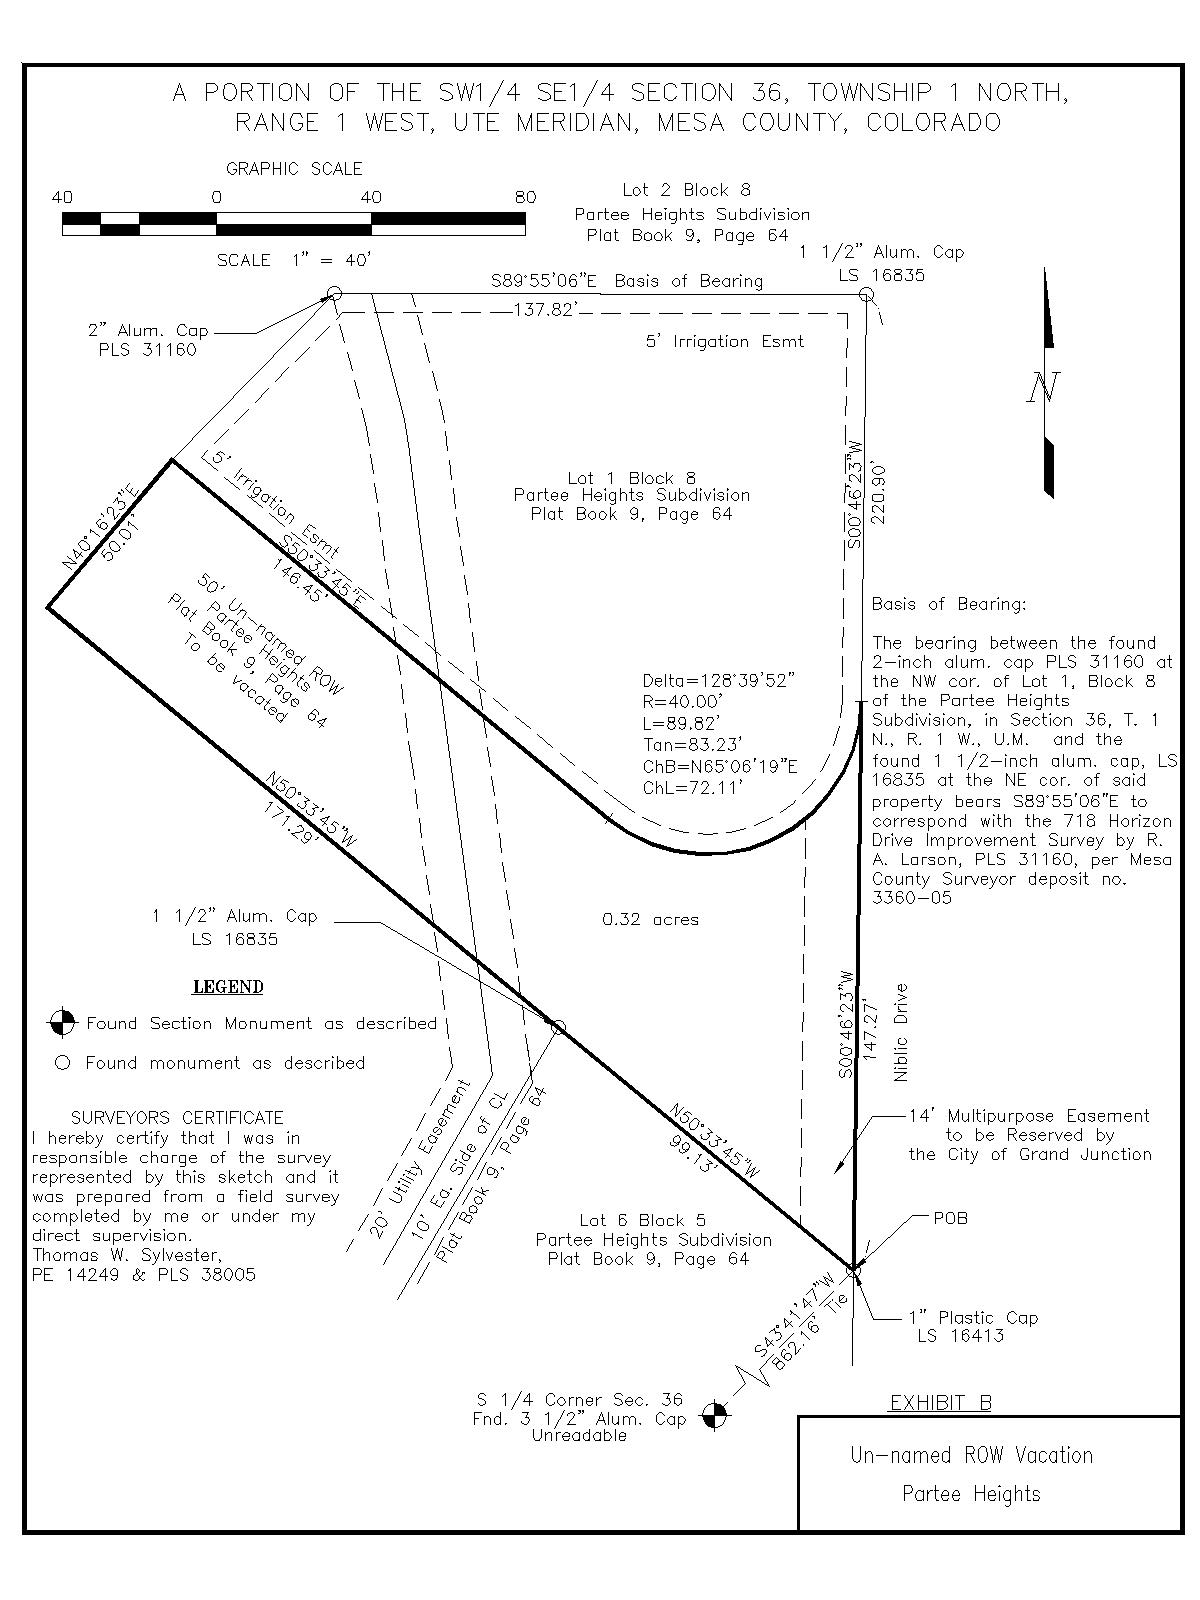 A PORTION OF THE SW1/4 SE1/4 SECTION 36, TOWNSHIP 1 NORTH,
RANGE 1 WEST, UTE MERIDIAN, MESA COUNTY, COLORADO
GRAPHIC SCALE
40 0 40 80
SCALE 1" = 40'
Lot 2 Block 8
Partee Heights Subdivision
Plat Book 9, Page 64
1 1/2" Alum. Cap
LS 16835
S89°55'06"E Basis of Bearing
137.82'
2" Alum. Cap
PLS 31160
5' Irrigation Esmt
N
Lot 1 Block 8
Partee Heights Subdivision
Plat Book 9, Page 64
S00°46'23"W
220.90'
5' Irrigation Esmt
S50°33'45"E
146.45'
N40°16'23"E
50.01'
50' Un-named ROW
Partee Heights
Plat Book 9, Page 64
To be vacated
Delta=128°39'52"
R=40.00'
L=89.82'
Tan=83.23'
ChB=N65°06'19"E
ChL=72.11'
Basis of Bearing:
The bearing between the found
2-inch alum. cap PLS 31160 at
the NW cor. of Lot 1, Block 8
of the Partee Heights
Subdivision, in Section 36, T. 1
N., R. 1 W., U.M. and the
found 1 1/2-inch alum. cap, LS
16835 at the NE cor. of said
property bears S89°55'06"E to
correspond with the 718 Horizon
Drive Improvement Survey by R.
A. Larson, PLS 31160, per Mesa
County Surveyor deposit no.
3360-05
N50°33'45"W
171.29'
1 1/2" Alum. Cap
LS 16835
0.32 acres
S00°46'23"W
147.27'
Niblic Drive
LEGEND
Found Section Monument as described
Found monument as described
SURVEYORS CERTIFICATE
I hereby certify that I was in
responsible charge of the survey
represented by this sketch and it
was prepared from a field survey
completed by me or under my
direct supervision.
Thomas W. Sylvester,
PE 14249 & PLS 38005
20' Utility Easement
10' Ea. Side of CL
Plat Book 9, Page 64
N50°33'45"W
99.13'
14' Multipurpose Easement
to be Reserved by
the City of Grand Junction
Lot 6 Block 5
Partee Heights Subdivision
Plat Book 9, Page 64
POB
S43°41'47"W
862.16' Tie
1" Plastic Cap
LS 16413
S 1/4 Corner Sec. 36
Fnd. 3 1/2" Alum. Cap
Unreadable
EXHIBIT B
Un-named ROW Vacation
Partee Heights